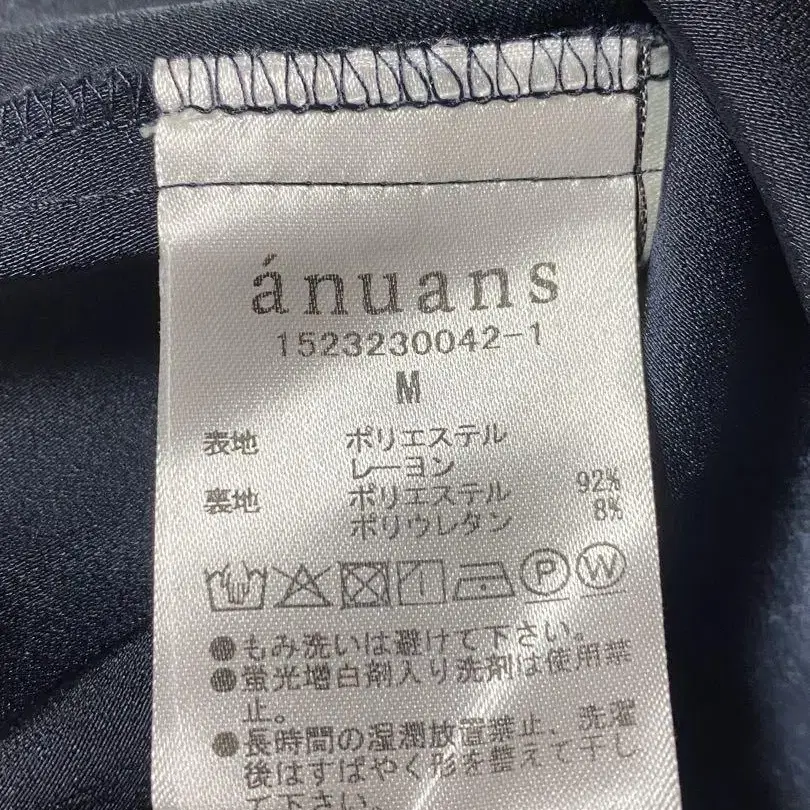 ánuans
1523230042-1
M
表地 ポリエステル
レーヨン
裏地 ポリエステル 92%
ポリウレタン 8%
P W
●もみ洗いは避けて下さい。
●蛍光増白剤入り洗剤は使用禁
止。
●長時間の湿潤放置禁止、洗濯
後はすばやく形を整えて干し
て下さい。